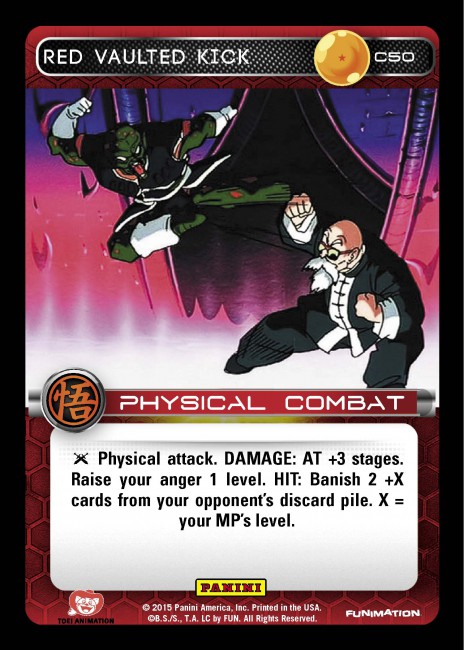 RED VAULTED KICK
C50
悟
PHYSICAL COMBAT
Physical attack. DAMAGE: AT +3 stages.
Raise your anger 1 level. HIT: Banish 2 +X
cards from your opponent's discard pile. X =
your MP's level.
PANINI
© 2015 Panini America, Inc. Printed in the USA.
TOEI ANIMATION
©B.S./S., T.A. LC by FUN. All Rights Reserved.
FUNIMATION